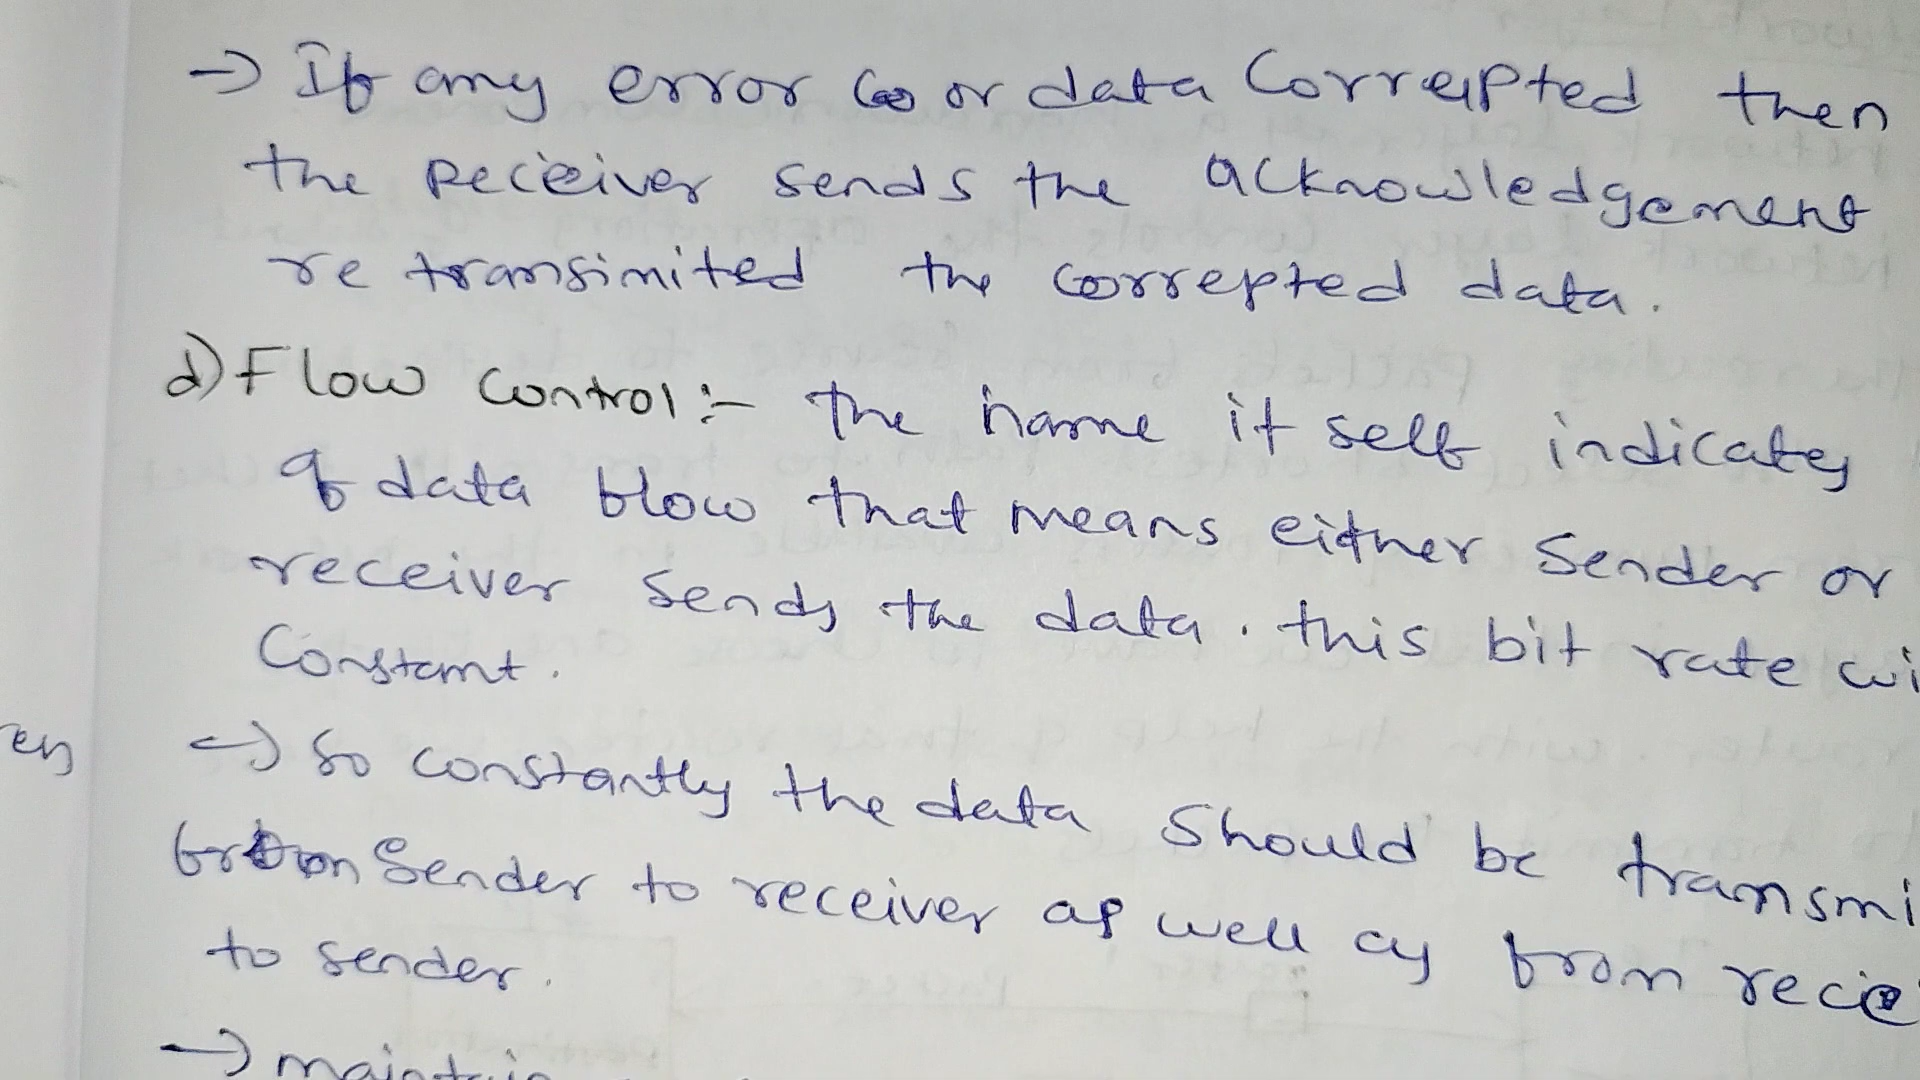 → If any error or data Correpted then
the Receiver sends the acknowledgement
re transimited the correpted data.
d) Flow control :- the name it self indicates
of data flow that means either Sender or
receiver sends the data. this bit rate wi
Constant.
→ So constantly the data should be transmi
from Sender to receiver as well as from recie
to sender.
→ maintain